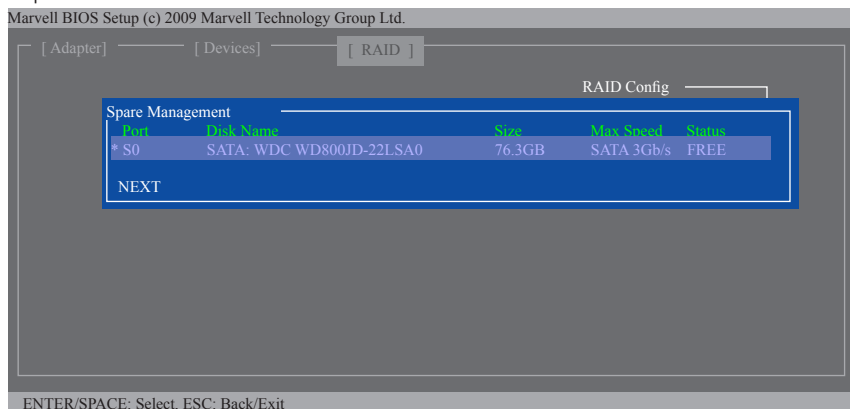 Marvell BIOS Setup (c) 2009 Marvell Technology Group Ltd.
[ Adapter] [ Devices] [ RAID ]
RAID Config
Spare Management
Port Disk Name Size Max Speed Status
* S0 SATA: WDC WD800JD-22LSA0 76.3GB SATA 3Gb/s FREE
NEXT
ENTER/SPACE: Select, ESC: Back/Exit